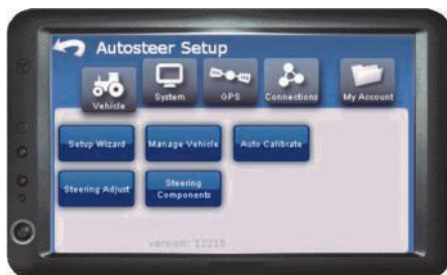 Autosteer Setup
Vehicle
System
GPS
Connections
My Account
Setup Wizard
Manage Vehicle
Auto Calibrate
Steering Adjust
Steering
Components
version: 12215